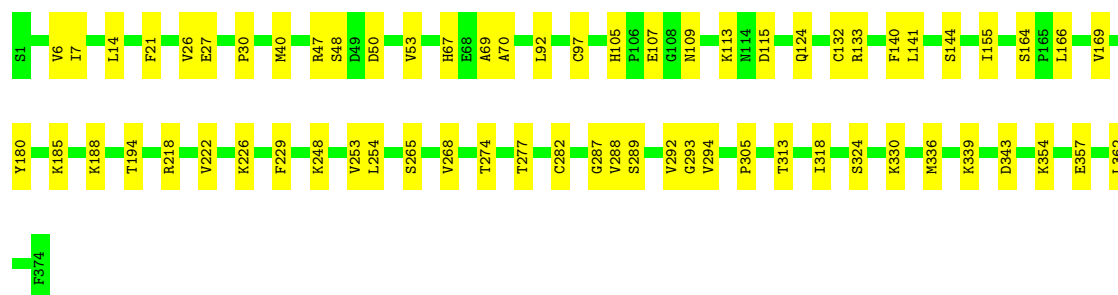 S1 V6 I7 L14 F21 V26 E27 P30 M40 R47 S48 D49 D50 V53 H67 E68 A69 A70 L92 C97 H105 P106 E107 G108 N109 K113 N114 D115 Q124 C132 R133 F140 L141 S144 I155 S164 P165 L166 V169
Y180 K185 K188 T194 R218 V222 K226 F229 K248 V253 L254 S265 V268 T274 T277 C282 G287 V288 S289 V292 G293 V294 P305 T313 I318 S324 K330 M336 K339 D343 K354 E357 L362
F374